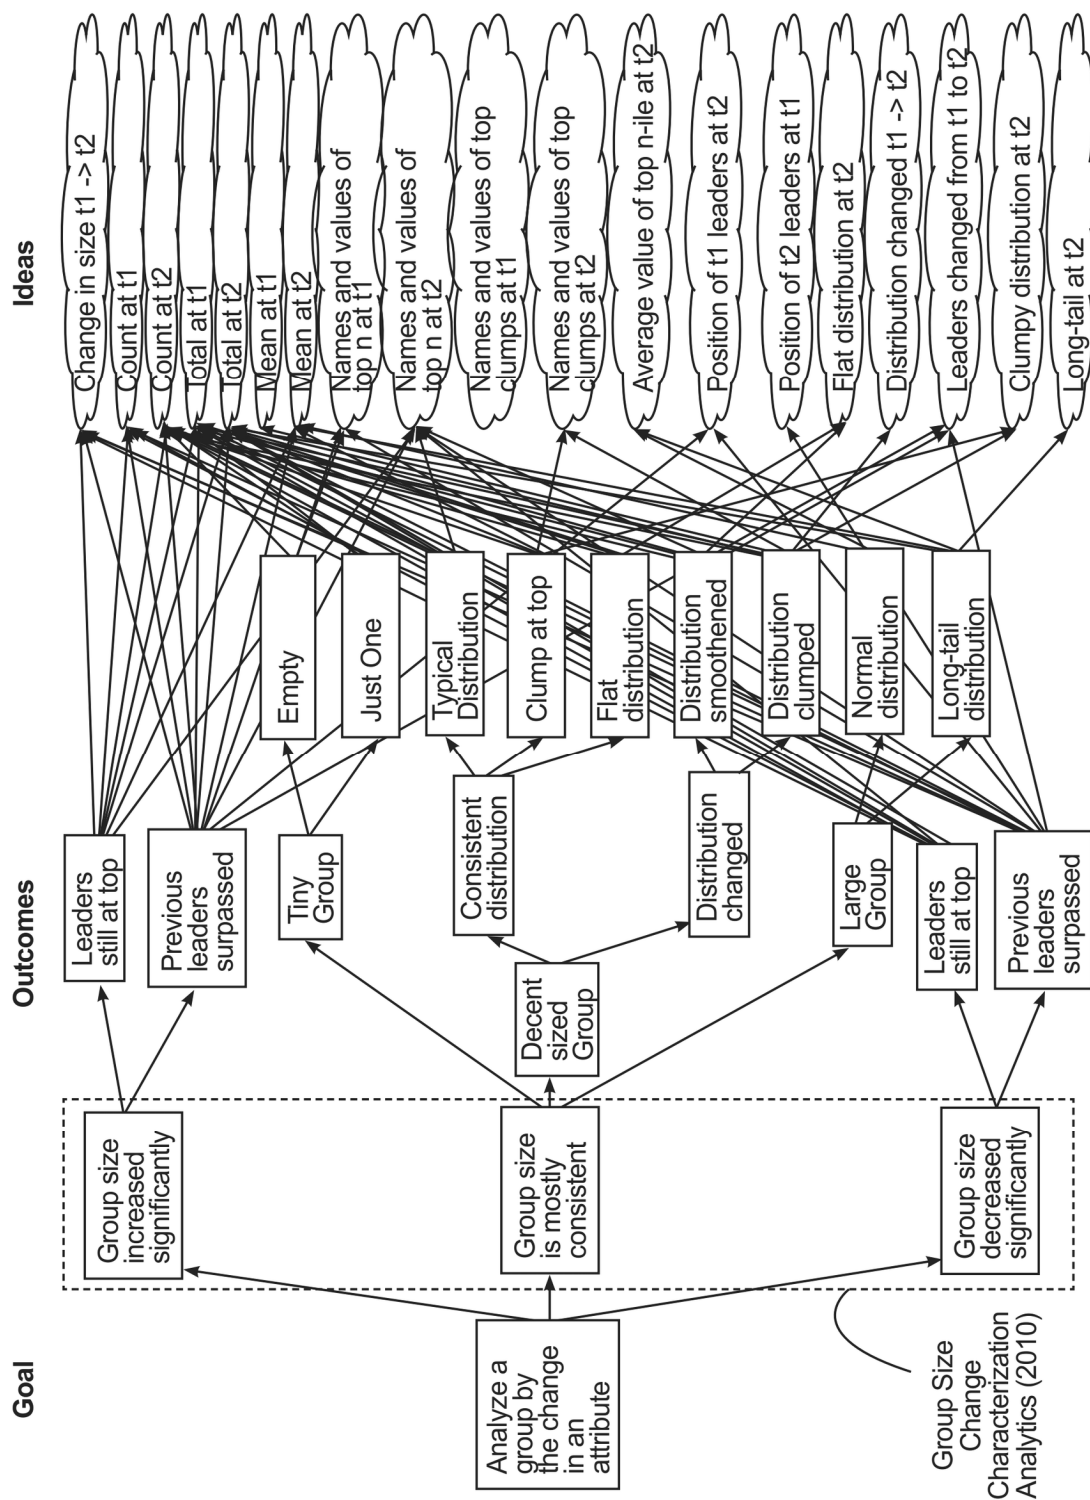 Goal
Outcomes
Ideas
Analyze a
group by
the change
in an
attribute
Group size
increased
significantly
Group size
is mostly
consistent
Group size
decreased
significantly
Group Size
Change
Characterization
Analytics (2010)
Leaders
still at top
Previous
leaders
surpassed
Tiny
Group
Decent
sized
Group
Consistent
distribution
Distribution
changed
Large
Group
Leaders
still at top
Previous
leaders
surpassed
Empty
Just One
Typical
Distribution
Clump at top
Flat
distribution
Distribution
smoothened
Distribution
clumped
Normal
distribution
Long-tail
distribution
Change in size t1 -> t2
Count at t1
Count at t2
Total at t1
Total at t2
Mean at t1
Mean at t2
Names and values of
top n at t1
Names and values of
top n at t2
Names and values of top
clumps at t1
Names and values of top
clumps at t2
Average value of top n-ile at t2
Position of t1 leaders at t2
Position of t2 leaders at t1
Flat distribution at t2
Distribution changed t1 -> t2
Leaders changed from t1 to t2
Clumpy distribution at t2
Long-tail at t2